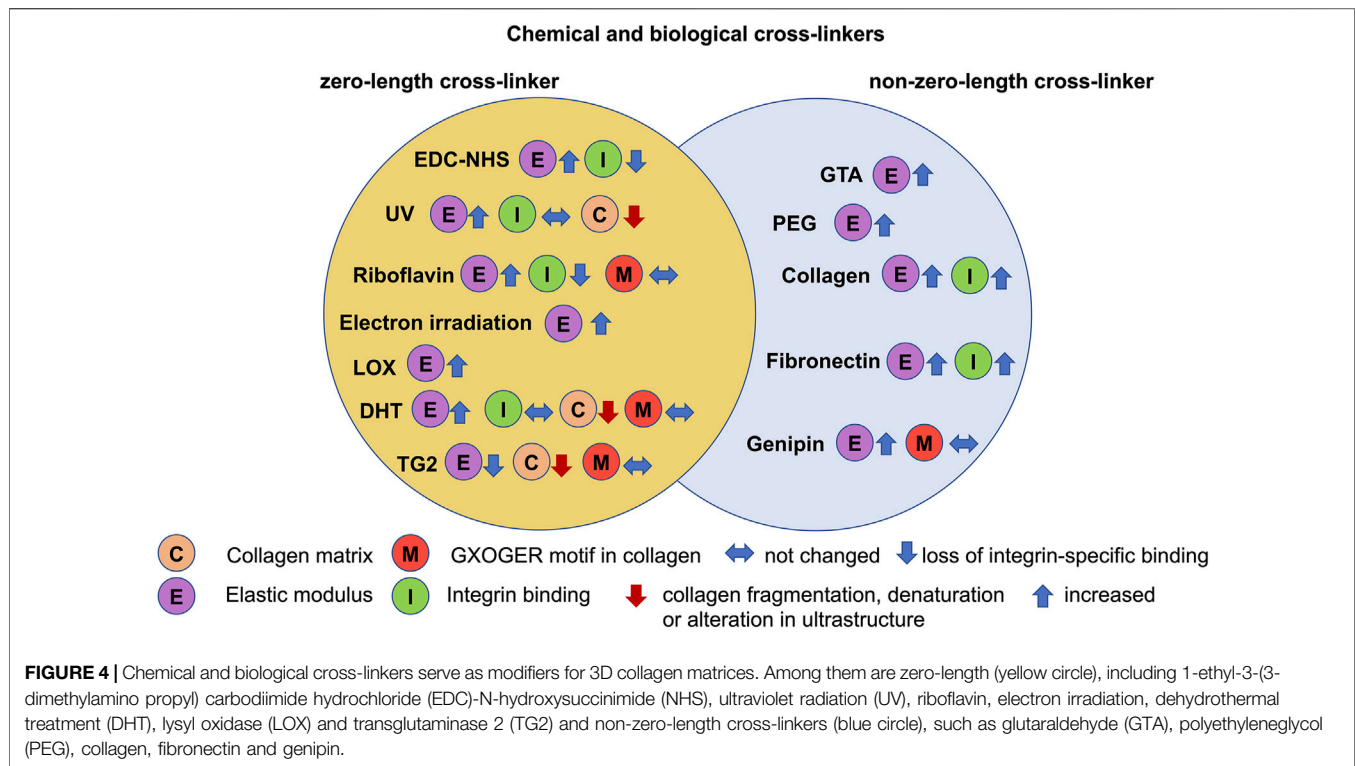 Chemical and biological cross-linkers
zero-length cross-linker
non-zero-length cross-linker
EDC-NHS E I
UV E I C
Riboflavin E I M
Electron irradiation E
LOX E
DHT E I C M
TG2 E C M
GTA E
PEG E
Collagen E I
Fibronectin E I
Genipin E M
C Collagen matrix M GXOGER motif in collagen not changed loss of integrin-specific binding
E Elastic modulus I Integrin binding collagen fragmentation, denaturation increased
or alteration in ultrastructure
FIGURE 4 | Chemical and biological cross-linkers serve as modifiers for 3D collagen matrices. Among them are zero-length (yellow circle), including 1-ethyl-3-(3-
dimethylamino propyl) carbodiimide hydrochloride (EDC)-N-hydroxysuccinimide (NHS), ultraviolet radiation (UV), riboflavin, electron irradiation, dehydrothermal
treatment (DHT), lysyl oxidase (LOX) and transglutaminase 2 (TG2) and non-zero-length cross-linkers (blue circle), such as glutaraldehyde (GTA), polyethyleneglycol
(PEG), collagen, fibronectin and genipin.